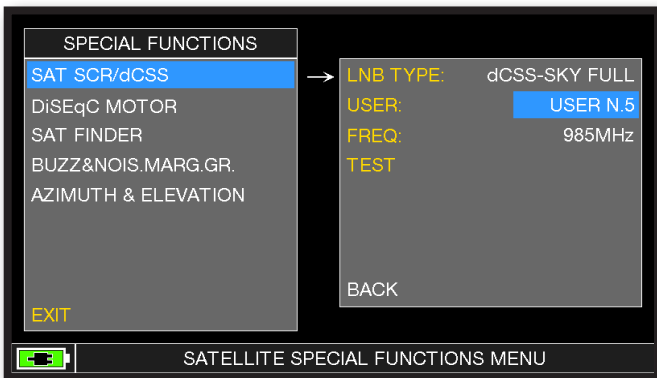 SPECIAL FUNCTIONS
SAT SCR/dCSS
DiSEqC MOTOR
SAT FINDER
BUZZ&NOIS.MARG.GR.
AZIMUTH & ELEVATION
EXIT
→ LNB TYPE: dCSS-SKY FULL
USER: USER N.5
FREQ: 985MHz
TEST
BACK
SATELLITE SPECIAL FUNCTIONS MENU